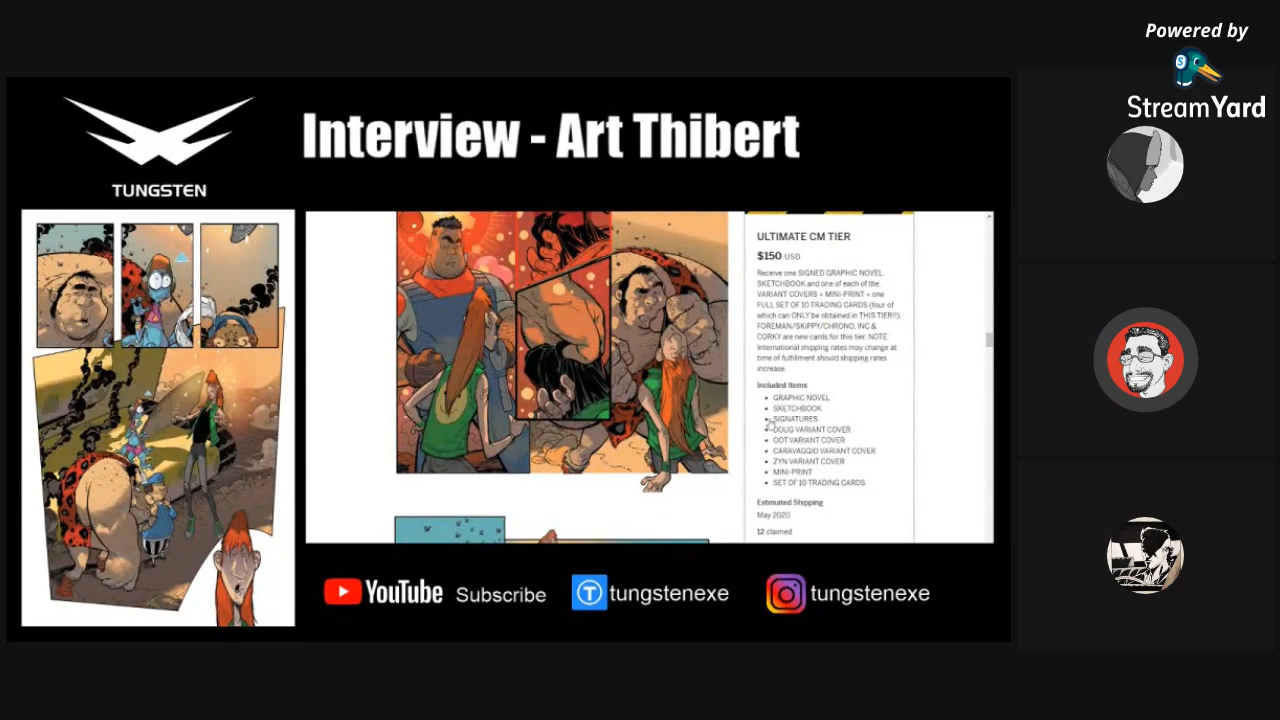 Powered by
StreamYard
Interview - Art Thibert
TUNGSTEN
ULTIMATE CM TIER
$150 USD
Receive one SIGNED GRAPHIC NOVEL,
SKETCHBOOK and one of each of the
VARIANT COVERS + MINI-PRINT + one
FULL SET OF 10 TRADING CARDS (four of
which can ONLY be obtained in THIS TIER!!).
FOREMAN/SKIPPY/CHRONO, INC &
CORKY are new cards for this tier. NOTE:
International shipping rates may change at
time of fulfillment should shipping rates
increase.
Included Items
GRAPHIC NOVEL
SKETCHBOOK
SIGNATURES
DOUG VARIANT COVER
OOT VARIANT COVER
CARAVAGGIO VARIANT COVER
ZYN VARIANT COVER
MINI-PRINT
SET OF 10 TRADING CARDS
Estimated Shipping
May 2020
12 claimed
YouTube Subscribe
T tungstenexe
tungstenexe